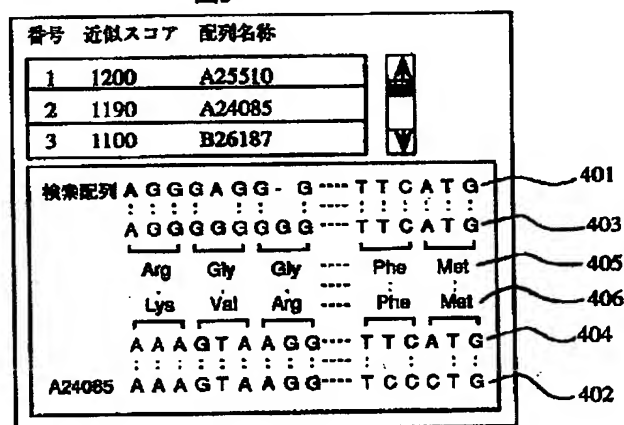 番号 近似スコア 配列名称
1 1200 A25510
2 1190 A24085
3 1100 B26187
検索配列 A G G G A G G - G ---- T T C A T G 401
A G G G G G G G G ---- T T C A T G 403
Arg Gly Gly ---- Phe Met 405
Lys Val Arg ---- Phe Met 406
A A A G T A A G G ---- T T C A T G 404
A24085 A A A G T A A G G ---- T C C C T G 402